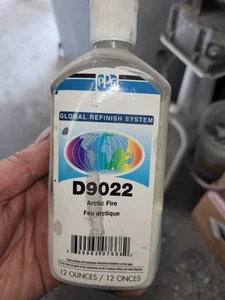 PPG
GLOBAL REFINISH SYSTEM
D9022
Arctic Fire
Feu arctique
12 OUNCES / 12 ONCES